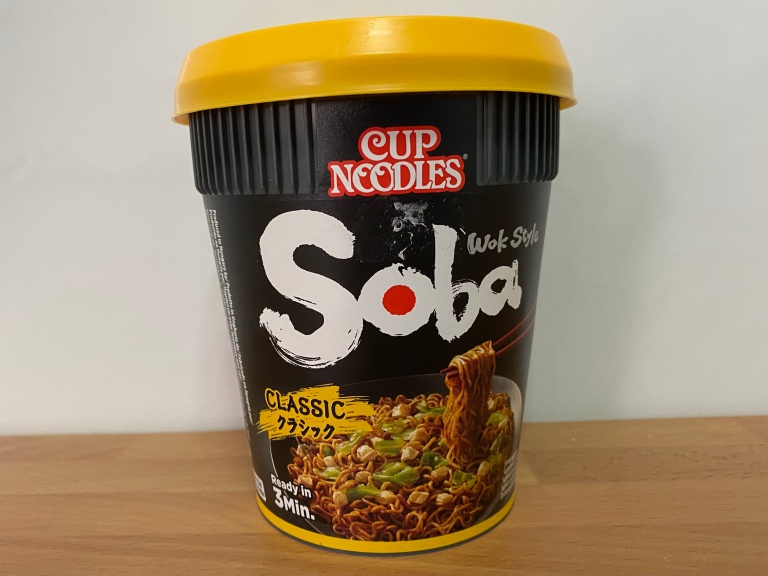 CUP
NOODLES®
Wok Style
Soba
CLASSIC
クラシック
Ready in
3Min.